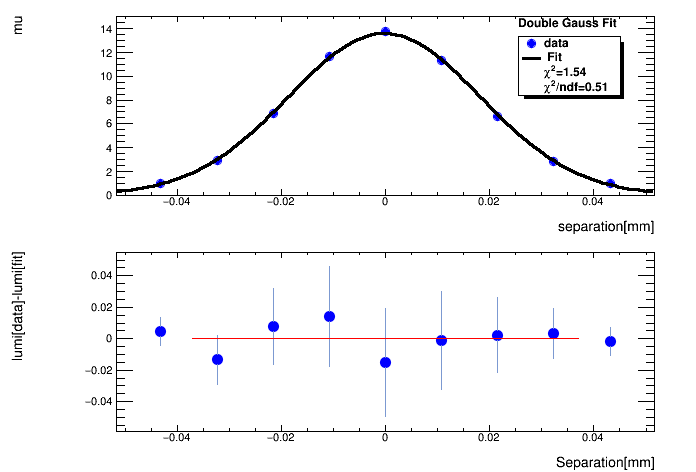 mu
Double Gauss Fit
data
Fit
χ²=1.54
χ²/ndf=0.51
14
12
10
8
6
4
2
0
−0.04 −0.02 0 0.02 0.04
separation[mm]
lumi[data]-lumi[fit]
0.04
0.02
0
−0.02
−0.04
−0.04 −0.02 0 0.02 0.04
Separation[mm]